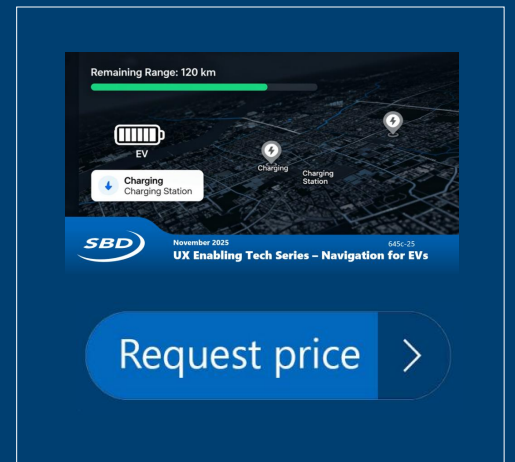 Remaining Range: 120 km
EV
Charging
Charging Station
Charging
Charging
Station
SBD
November 2025
645c-25
UX Enabling Tech Series – Navigation for EVs
Request price